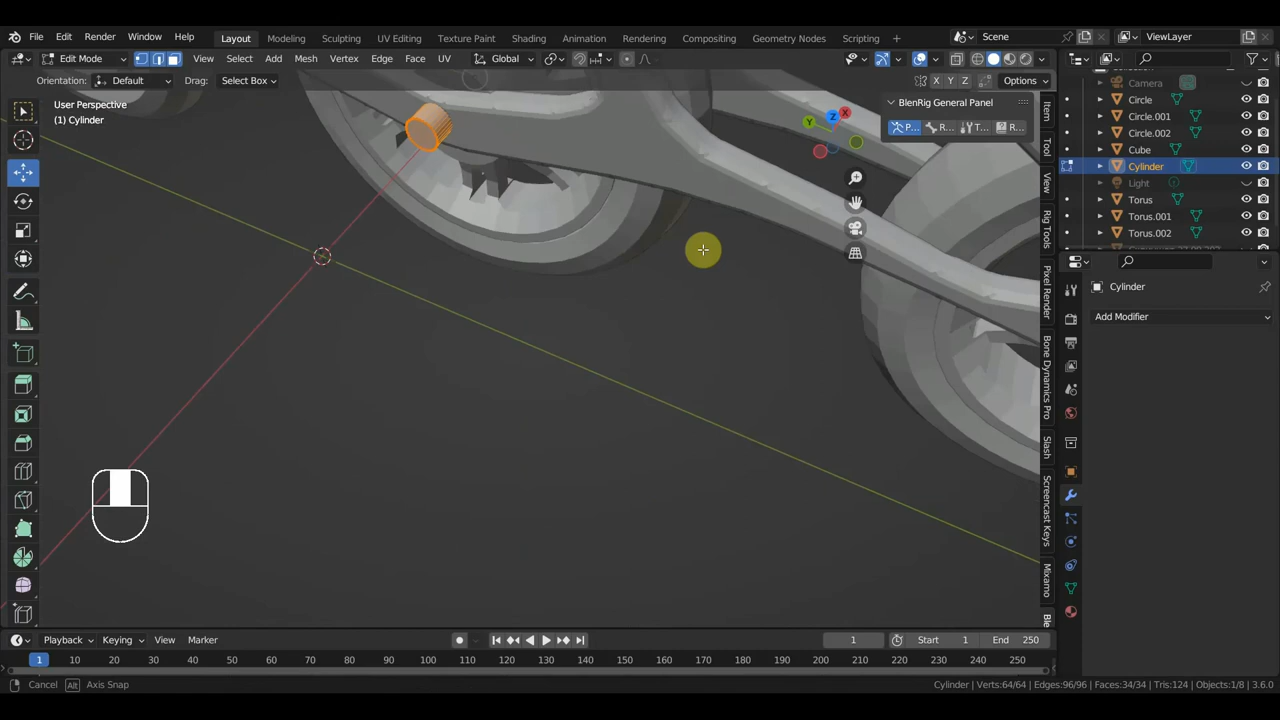 File Edit Render Window Help Layout Modeling Sculpting UV Editing Texture Paint Shading Animation Rendering Compositing Geometry Nodes Scripting Scene ViewLayer
Edit Mode View Select Add Mesh Vertex Edge Face UV Global
Orientation: Default Drag: Select Box X Y Z Options
User Perspective
(1) Cylinder
BlenRig General Panel
P... R... T... R...
Z X Y
Item
Tool
View
Rig Tools
Pixel Render
Bone Dynamics Pro
Slash
Screencast Keys
Mixamo
Ble
Camera
Circle
Circle.001
Circle.002
Cube
Cylinder
Light
Torus
Torus.001
Torus.002
Cylinder
Add Modifier
Playback Keying View Marker 1 Start 1 End 250
1 10 20 30 40 50 60 70 80 90 100 110 120 130 140 150 160 170 180 190 200 210 220 230 240 250
Cancel Alt Axis Snap Cylinder | Verts:64/64 | Edges:96/96 | Faces:34/34 | Tris:124 | Objects:1/8 | 3.6.0